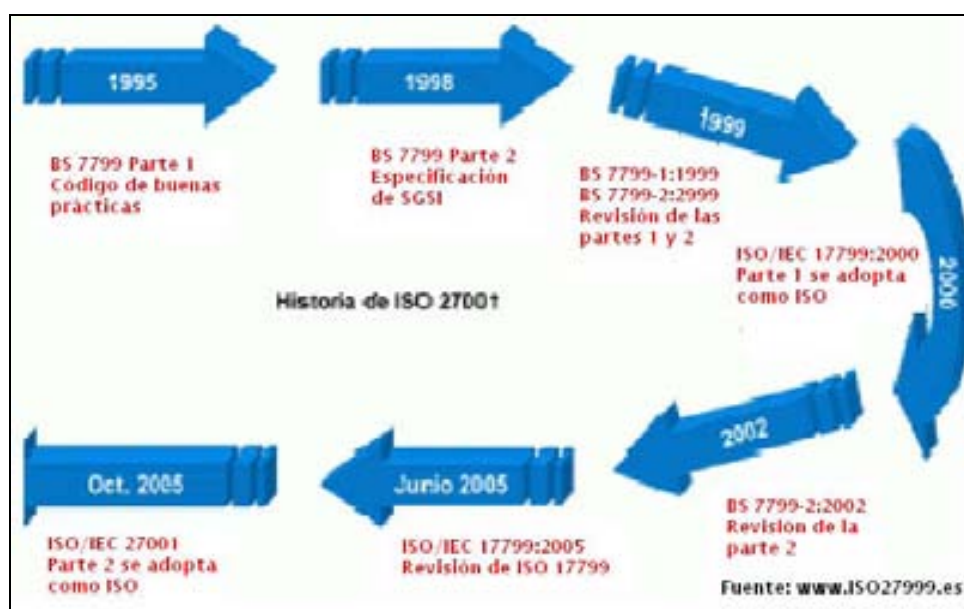 1995
BS 7799 Parte 1
Código de buenas
prácticas
1998
BS 7799 Parte 2
Especificación
de SGSI
1999
BS 7799-1:1999
BS 7799-2:2999
Revisión de las
partes 1 y 2
2000
ISO/IEC 17799:2000
Parte 1 se adopta
como ISO
Historia de ISO 27001
2002
BS 7799-2:2002
Revisión de la
parte 2
Junio 2005
ISO/IEC 17799:2005
Revisión de ISO 17799
Oct. 2005
ISO/IEC 27001
Parte 2 se adopta
como ISO
Fuente: www.ISO27999.es